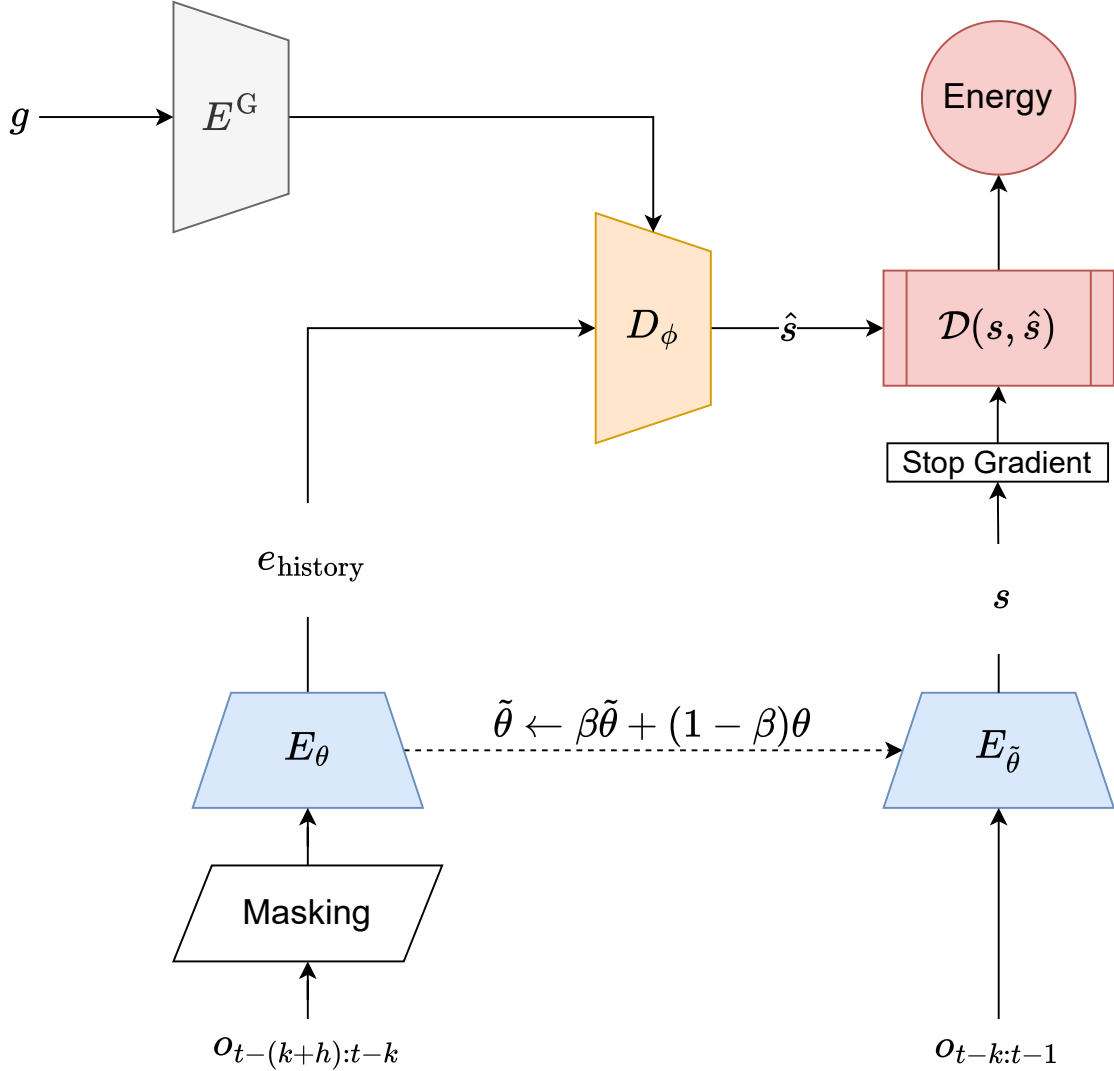 g
E^G
Energy
D_ϕ
ŝ
𝒟(s, ŝ)
Stop Gradient
e_history
s
θ̃ ← βθ̃ + (1 − β)θ
E_θ
E_θ̃
Masking
o_{t−(k+h):t−k}
o_{t−k:t−1}